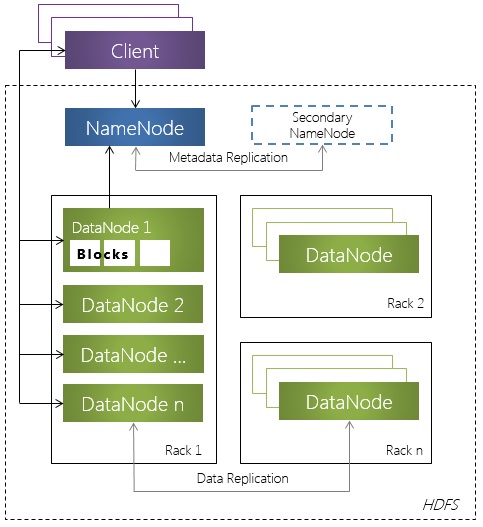 Client
NameNode
Secondary
NameNode
Metadata Replication
DataNode 1
Blocks
DataNode 2
DataNode ...
DataNode n
Rack 1
DataNode
Rack 2
DataNode
Rack n
Data Replication
HDFS